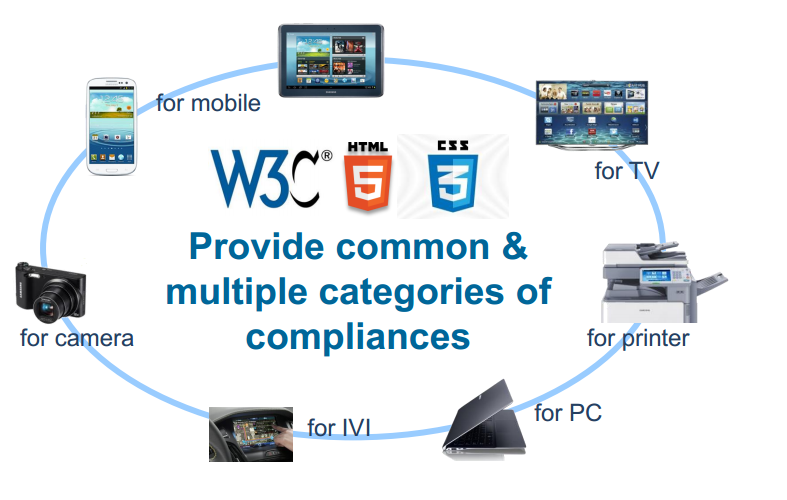 for mobile
for TV
W3C®
HTML
5
CSS
3
Provide common &
multiple categories of
compliances
for camera
for printer
for IVI
for PC